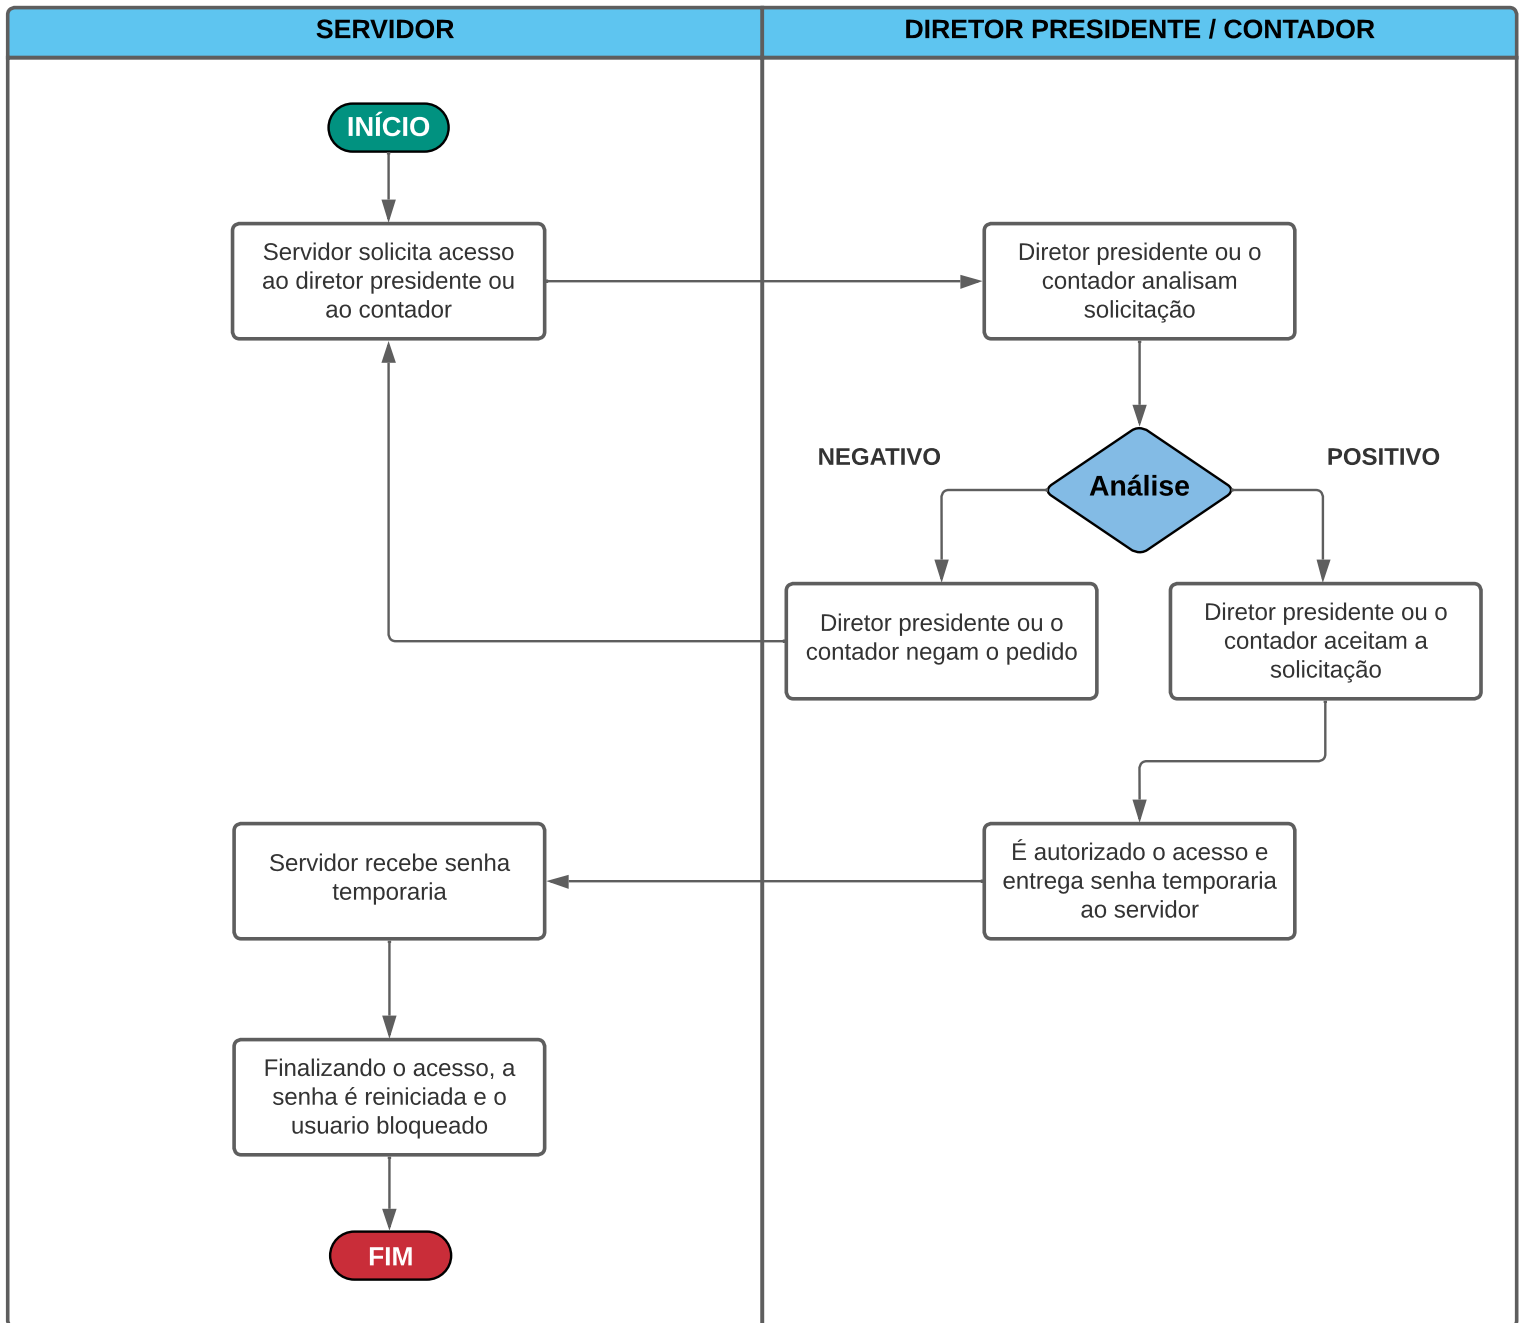 SERVIDOR
DIRETOR PRESIDENTE / CONTADOR
INÍCIO
Servidor solicita acesso
ao diretor presidente ou
ao contador
Diretor presidente ou o
contador analisam
solicitação
Análise
NEGATIVO
POSITIVO
Diretor presidente ou o
contador negam o pedido
Diretor presidente ou o
contador aceitam a
solicitação
É autorizado o acesso e
entrega senha temporaria
ao servidor
Servidor recebe senha
temporaria
Finalizando o acesso, a
senha é reiniciada e o
usuario bloqueado
FIM